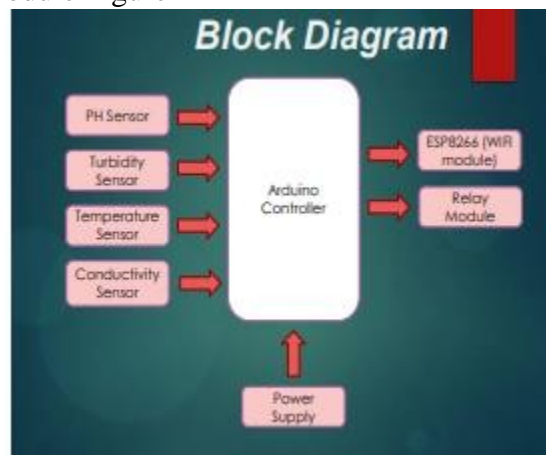 Block Diagram
PH Sensor
Turbidity
Sensor
Temperature
Sensor
Conductivity
Sensor
Arduino
Controller
ESP8266 (WIFI
module)
Relay
Module
Power
Supply